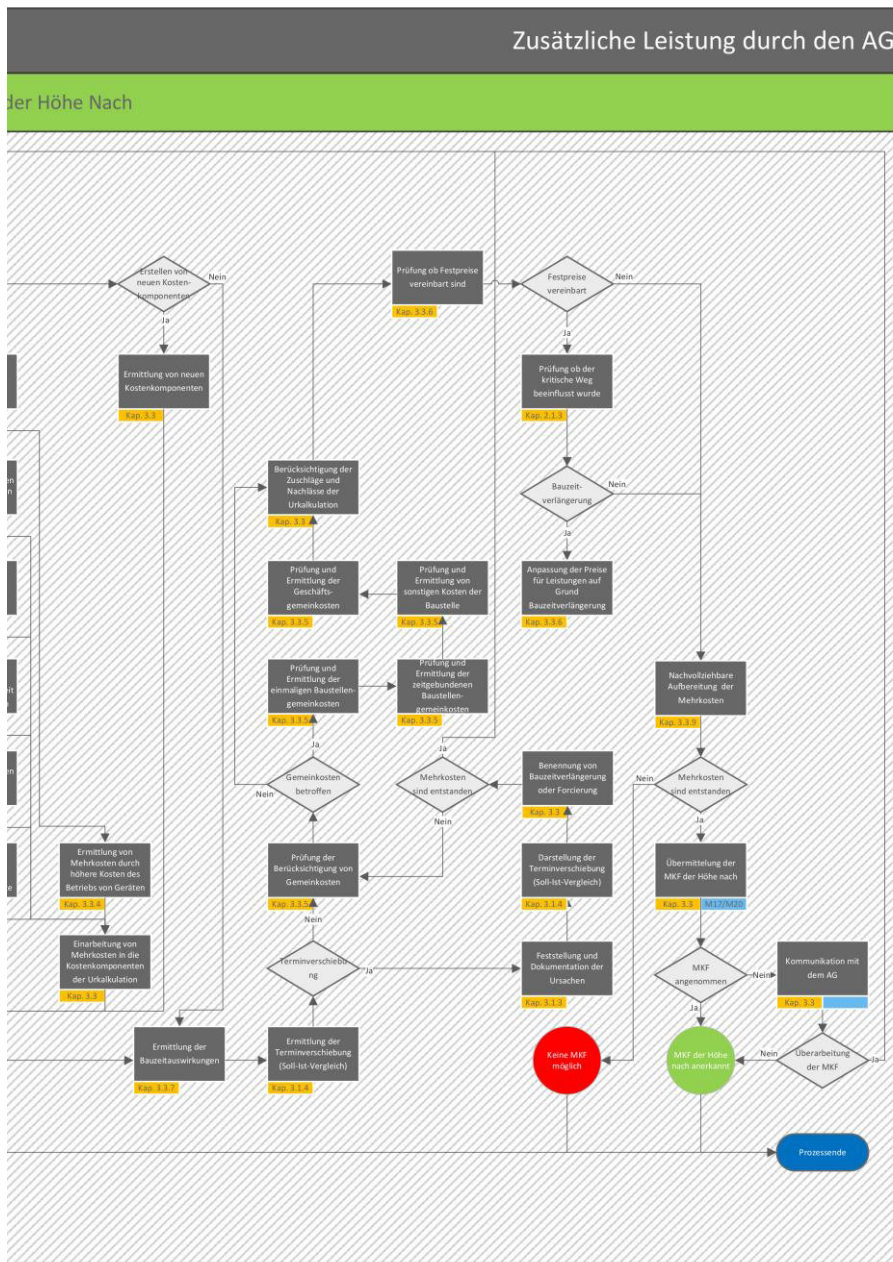 Zusätzliche Leistung durch den AG
der Höhe Nach
Erstellen von
neuen Kosten-
komponenten
Nein
Ja
Ermittlung von neuen
Kostenkomponenten
Kap. 3.3
Prüfung ob Festpreise
vereinbart sind
Kap. 3.3.6
Festpreise
vereinbart
Nein
Ja
Prüfung ob der
kritische Weg
beeinflusst wurde
Kap. 2.1.3
Berücksichtigung der
Zuschläge und
Nachlässe der
Urkalkulation
Kap. 3.3
Bauzeit-
verlängerung
Nein
Ja
Prüfung und
Ermittlung der
Geschäfts-
gemeinkosten
Kap. 3.3.5
Prüfung und
Ermittlung von
sonstigen Kosten der
Baustelle
Kap. 3.3.5
Anpassung der Preise
für Leistungen auf
Grund
Bauzeitverlängerung
Kap. 3.3.6
Prüfung und
Ermittlung der
einmaligen Baustellen-
gemeinkosten
Kap. 3.3.5
Prüfung und
Ermittlung der
zeitgebundenen
Baustellen-
gemeinkosten
Kap. 3.3.5
Nachvollziehbare
Aufbereitung der
Mehrkosten
Kap. 3.3.9
Ja
Gemeinkosten
betroffen
Nein
Ja
Mehrkosten
sind entstanden
Nein
Benennung von
Bauzeitverlängerung
oder Forcierung
Kap. 3.3
Nein
Mehrkosten
sind entstanden
Ja
Ermittlung von
Mehrkosten durch
höhere Kosten des
Betriebs von Geräten
Kap. 3.3.4
Prüfung der
Berücksichtigung von
Gemeinkosten
Kap. 3.3.5
Darstellung der
Terminverschiebung
(Soll-Ist-Vergleich)
Kap. 3.1.4
Übermittelung der
MKF der Höhe nach
Kap. 3.3
M17/M20
Einarbeitung von
Mehrkosten in die
Kostenkomponenten
der Urkalkulation
Kap. 3.3
Nein
Terminverschiebu
ng
Ja
Feststellung und
Dokumentation der
Ursachen
Kap. 3.1.3
MKF
angenommen
Nein
Ja
Kommunikation mit
dem AG
Kap. 3.3
Ermittlung der
Bauzeitauswirkungen
Kap. 3.3.7
Ermittlung der
Terminverschiebung
(Soll-Ist-Vergleich)
Kap. 3.1.4
Keine MKF
möglich
MKF der Höhe
nach anerkannt
Nein
Überarbeitung
der MKF
Ja
Prozessende